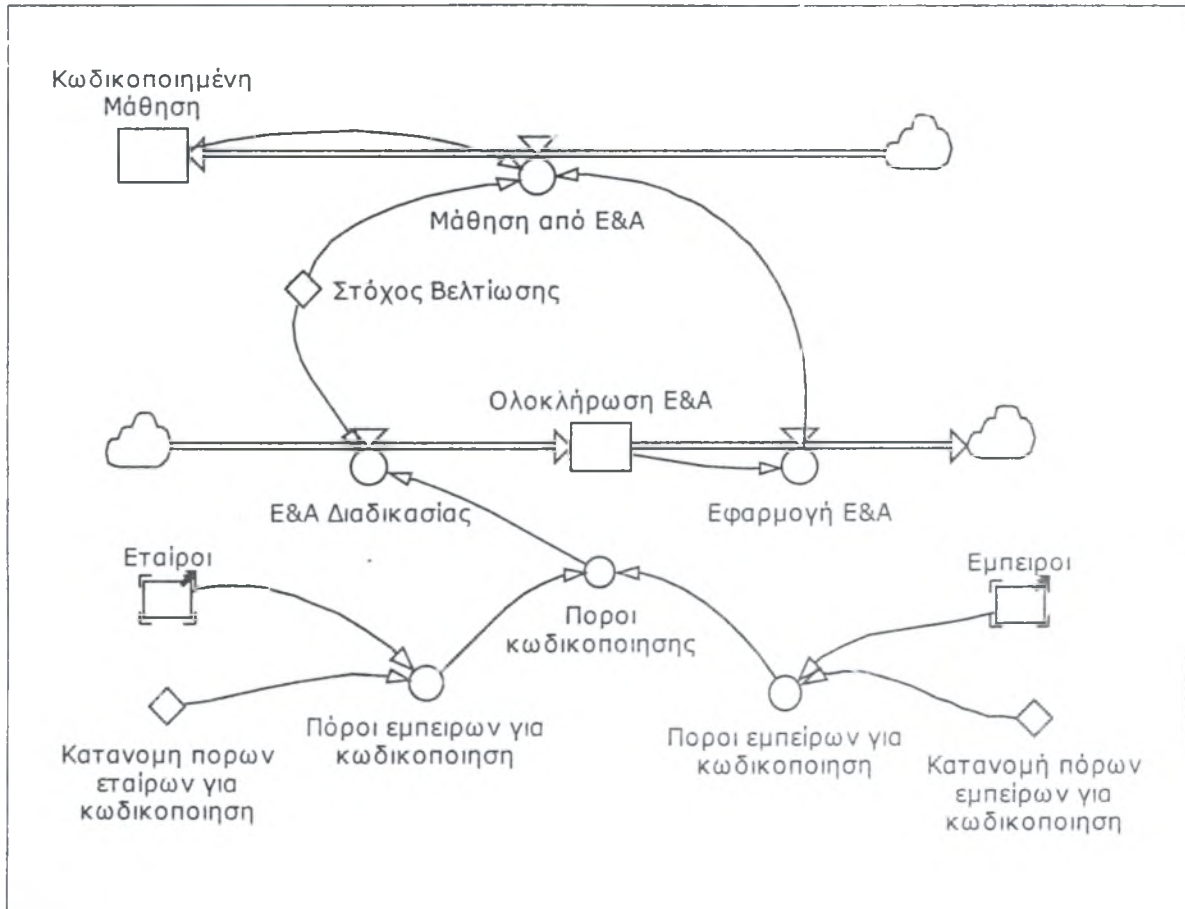 Κωδικοποιημένη
Μάθηση
Μάθηση από Ε&Α
Στόχος Βελτίωσης
Ολοκλήρωση Ε&Α
Ε&Α Διαδικασίας
Εφαρμογή Ε&Α
Εταίροι
Εμπειροι
Ποροι
κωδικοποιησης
Πόροι εμπειρων για
κωδικοποιηση
Ποροι εμπείρων για
κωδικοποιηση
Κατανομη πορων
εταίρων για
κωδικοποιηση
Κατανομή πόρων
εμπείρων για
κωδικοποιηση